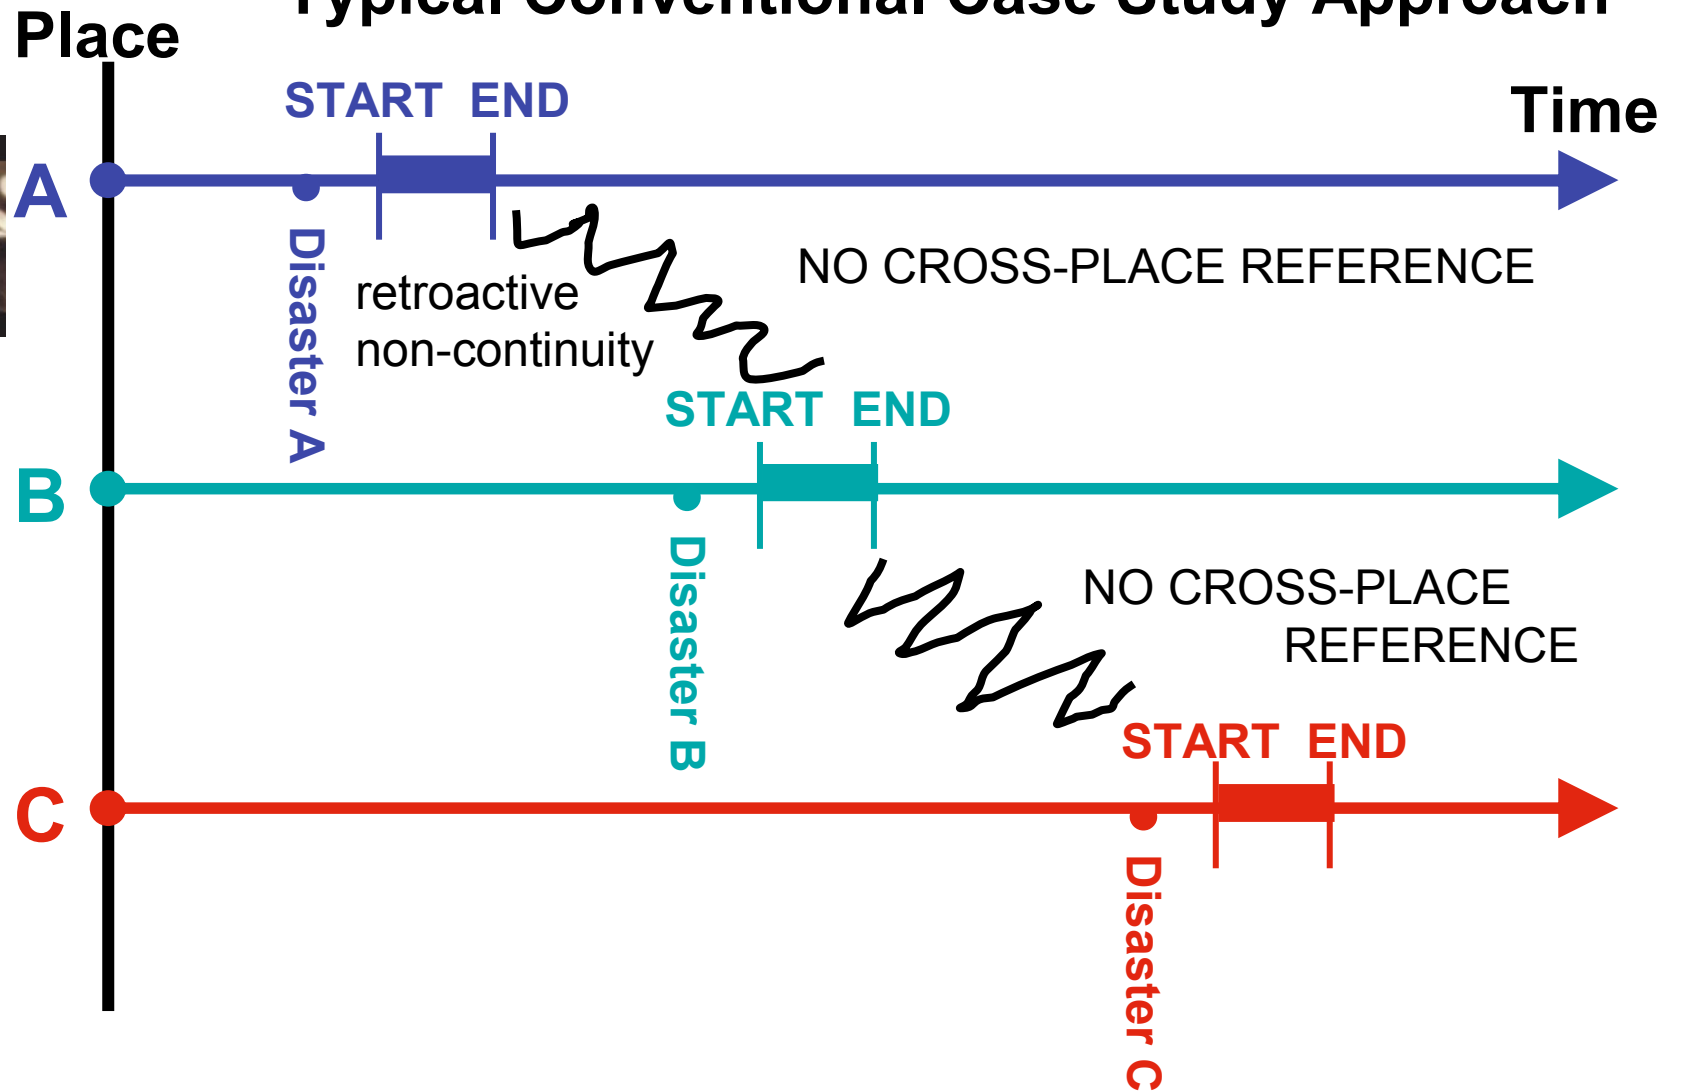 Typical Conventional Case Study Approach
Place
START END
Time
A
Disaster A
retroactive
non-continuity
NO CROSS-PLACE REFERENCE
START END
B
Disaster B
NO CROSS-PLACE
REFERENCE
START END
C
Disaster C